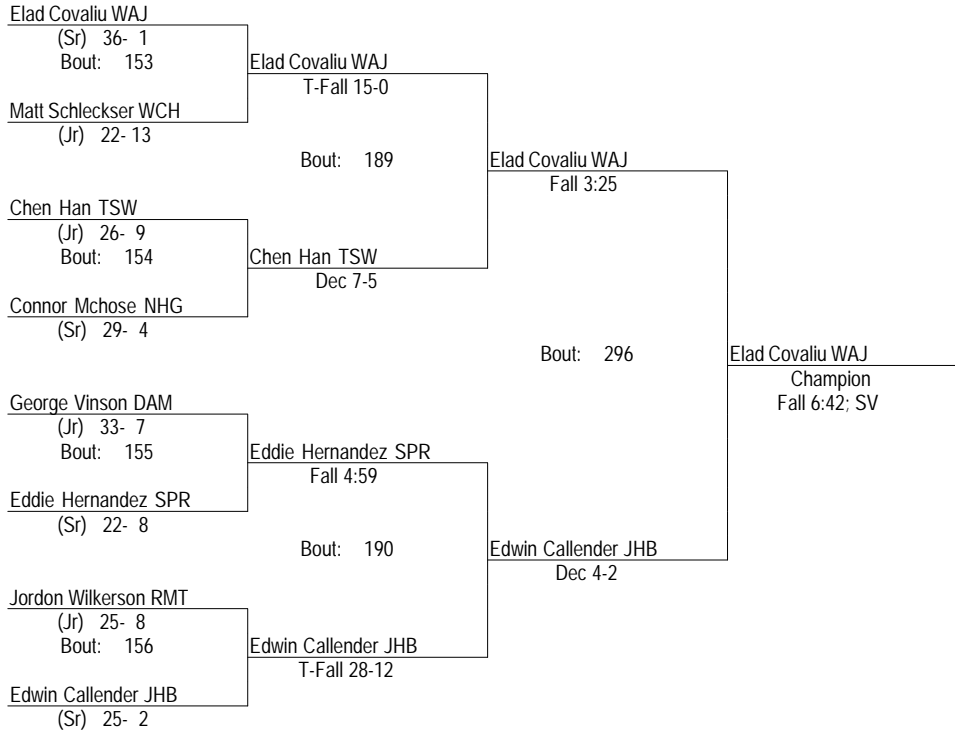 Elad Covaliu WAJ
(Sr) 36- 1
Bout: 153
Elad Covaliu WAJ
T-Fall 15-0
Matt Schleckser WCH
(Jr) 22- 13
Bout: 189
Elad Covaliu WAJ
Fall 3:25
Chen Han TSW
(Jr) 26- 9
Bout: 154
Chen Han TSW
Dec 7-5
Connor Mchose NHG
(Sr) 29- 4
Bout: 296
Elad Covaliu WAJ
Champion
Fall 6:42; SV
George Vinson DAM
(Jr) 33- 7
Bout: 155
Eddie Hernandez SPR
Fall 4:59
Eddie Hernandez SPR
(Sr) 22- 8
Bout: 190
Edwin Callender JHB
Dec 4-2
Jordon Wilkerson RMT
(Jr) 25- 8
Bout: 156
Edwin Callender JHB
T-Fall 28-12
Edwin Callender JHB
(Sr) 25- 2